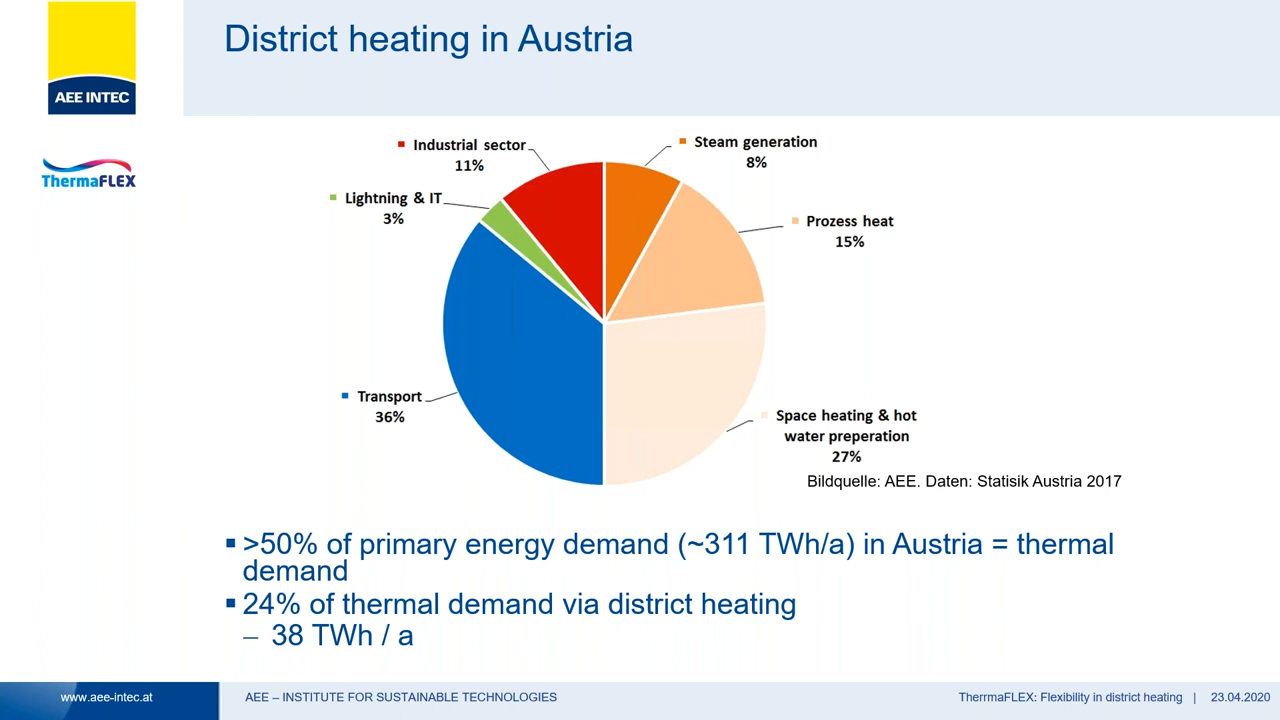 AEE INTEC
District heating in Austria
ThermaFLEX
Industrial sector
11%
Steam generation
8%
Lightning & IT
3%
Prozess heat
15%
Transport
36%
Space heating & hot
water preperation
27%
Bildquelle: AEE. Daten: Statisik Austria 2017
▪ >50% of primary energy demand (~311 TWh/a) in Austria = thermal
demand
▪ 24% of thermal demand via district heating
– 38 TWh / a
www.aee-intec.at
AEE – INSTITUTE FOR SUSTAINABLE TECHNOLOGIES
TherrmaFLEX: Flexibility in district heating | 23.04.2020